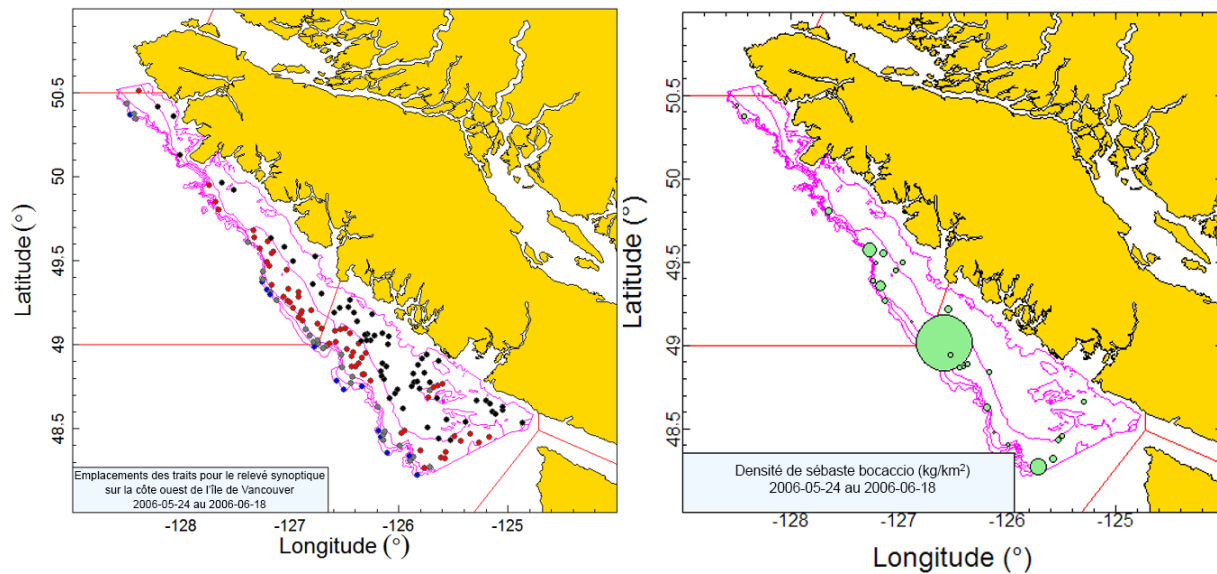 50.5
50
49.5
49
48.5
Latitude (°)
Emplacements des traits pour le relevé synoptique
sur la côte ouest de l'île de Vancouver
2006-05-24 au 2006-06-18
-128
-127
-126
-125
Longitude (°)
50.5
50
49.5
49
48.5
Latitude (°)
Densité de sébaste bocaccio (kg/km²)
2006-05-24 au 2006-06-18
-128
-127
-126
-125
Longitude (°)